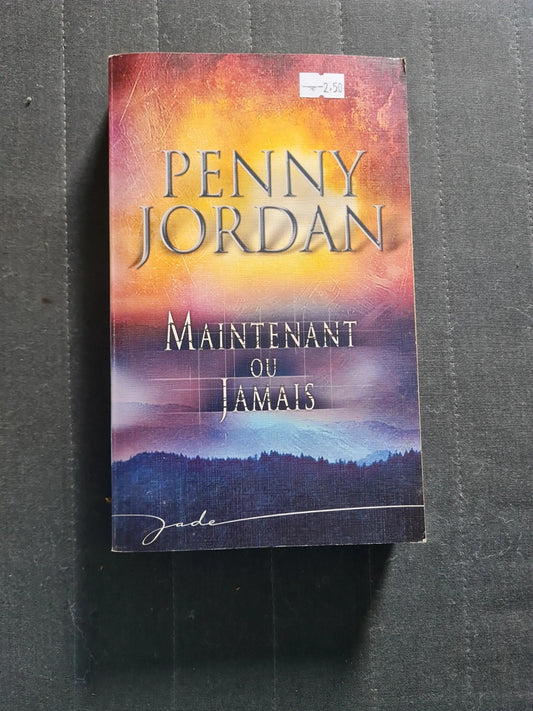 2.50
PENNY
JORDAN
MAINTENANT
OU
JAMAIS
Jade